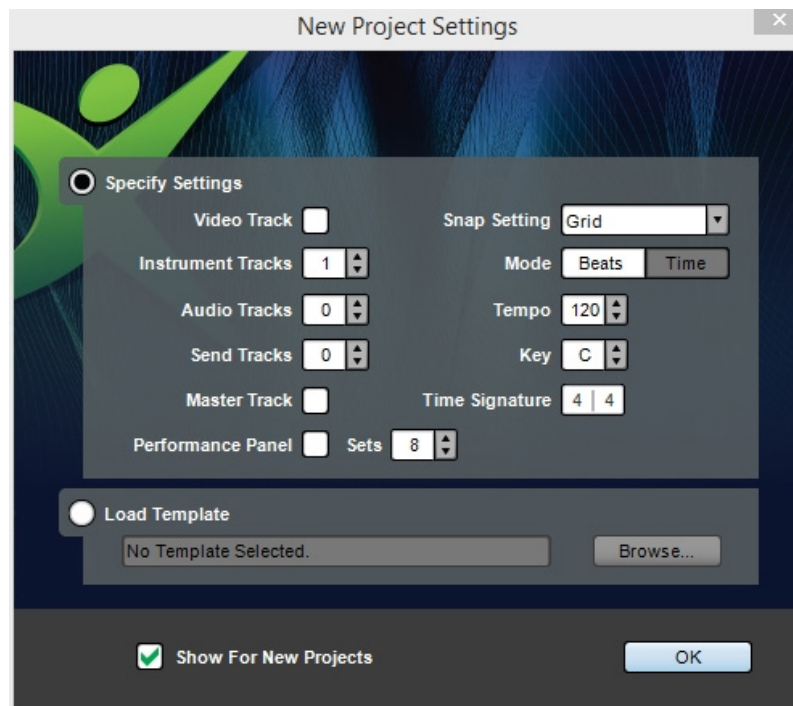 New Project Settings
Specify Settings
Video Track Snap Setting Grid
Instrument Tracks 1 Mode Beats Time
Audio Tracks 0 Tempo 120
Send Tracks 0 Key C
Master Track Time Signature 4 | 4
Performance Panel Sets 8
Load Template
No Template Selected. Browse...
Show For New Projects OK